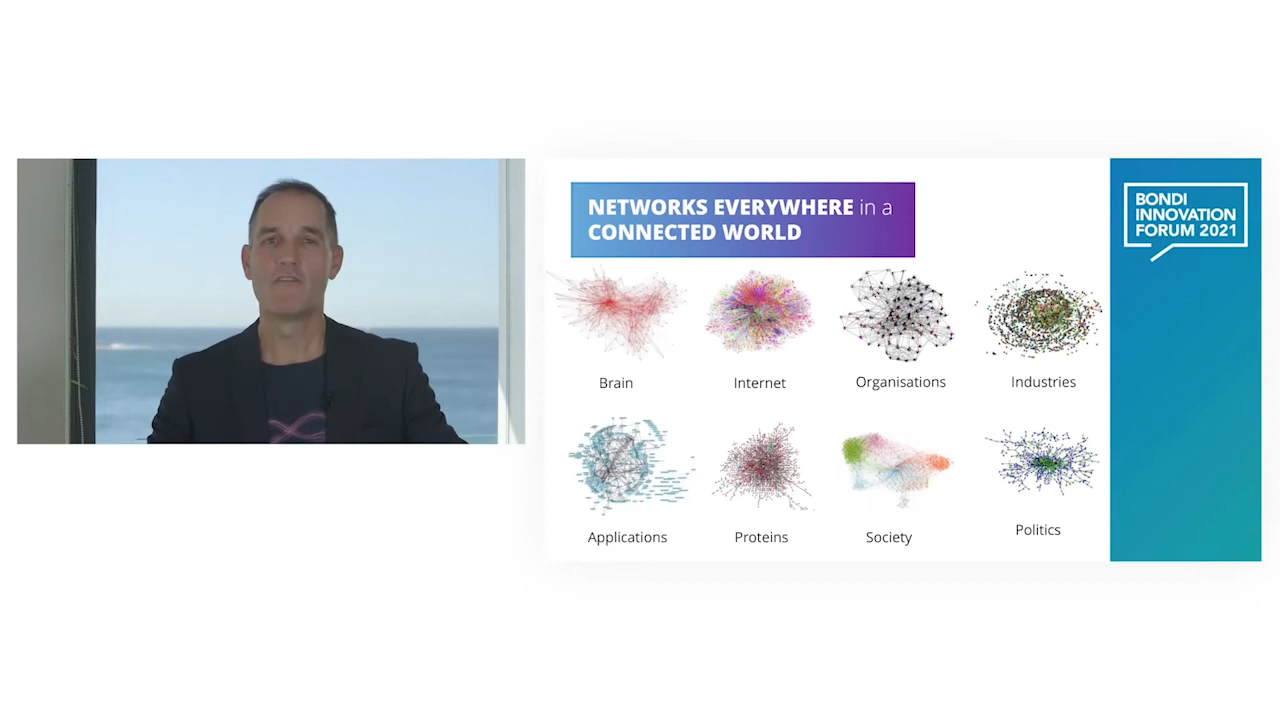 NETWORKS EVERYWHERE in a
CONNECTED WORLD
BONDI
INNOVATION
FORUM 2021
Brain
Internet
Organisations
Industries
Applications
Proteins
Society
Politics